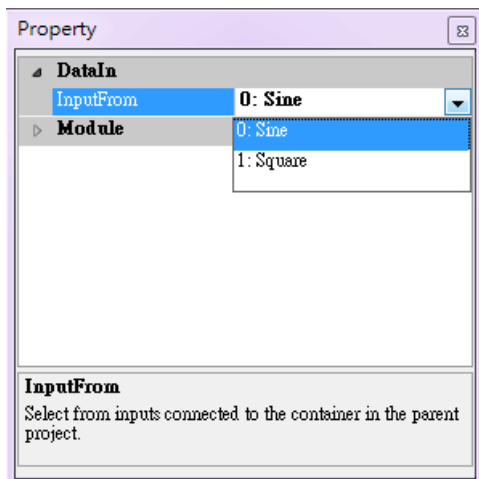 Property
DataIn
InputFrom 0: Sine
Module 0: Sine
1: Square
InputFrom
Select from inputs connected to the container in the parent
project.